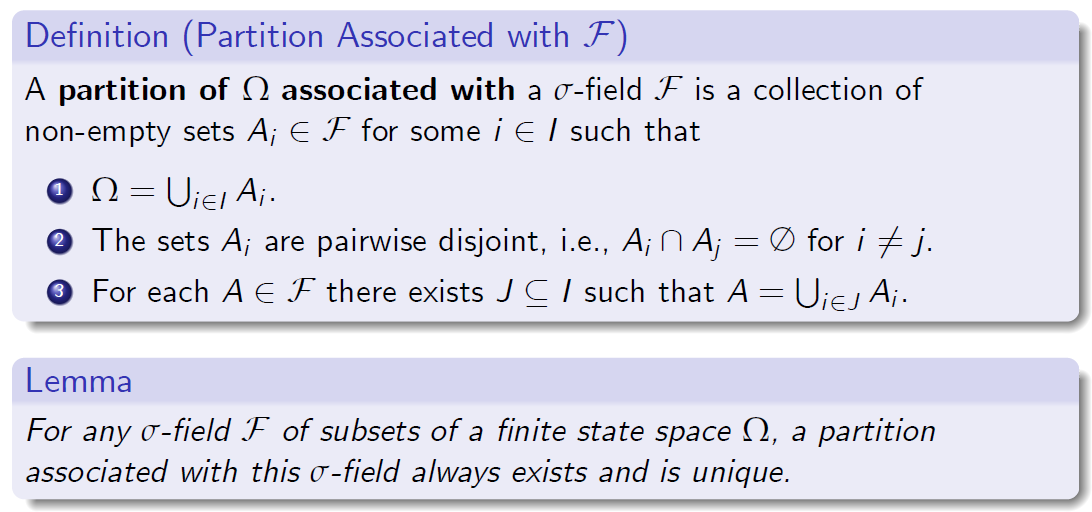 Definition (Partition Associated with ℱ)
A partition of Ω associated with a σ-field ℱ is a collection of
non-empty sets Aᵢ ∈ ℱ for some i ∈ I such that
1 Ω = ⋃_{i∈I} Aᵢ.
2 The sets Aᵢ are pairwise disjoint, i.e., Aᵢ ∩ Aⱼ = ∅ for i ≠ j.
3 For each A ∈ ℱ there exists J ⊆ I such that A = ⋃_{i∈J} Aᵢ.
Lemma
For any σ-field ℱ of subsets of a finite state space Ω, a partition
associated with this σ-field always exists and is unique.